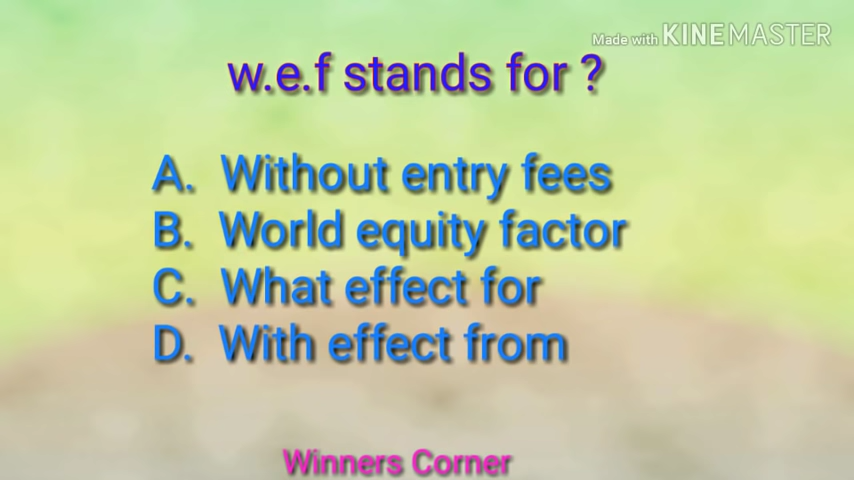 Made with KINEMASTER
w.e.f stands for ?
A. Without entry fees
B. World equity factor
C. What effect for
D. With effect from
Winners Corner